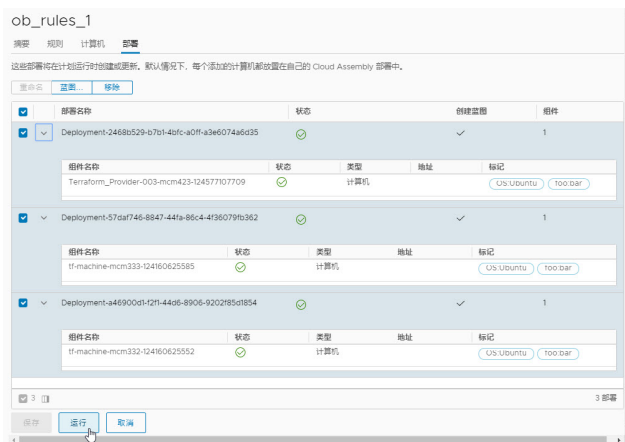 ob_rules_1
摘要 规则 计算机 部署
这些部署将在计划运行时创建或更新。默认情况下，每个添加的计算机都放置在自己的 Cloud Assembly 部署中。
重命名 蓝图... 移除
部署名称 状态 创建蓝图 组件
Deployment-2468b529-b7b1-4bfc-a0ff-a3e6074a6d35 1
组件名称 状态 类型 地址 标记
Terraform_Provider-003-mcm423-124577107709 计算机 OS:Ubuntu foo:bar
Deployment-57daf746-8847-44fa-86c4-4f36079fb362 1
组件名称 状态 类型 地址 标记
tf-machine-mcm333-124160625585 计算机 OS:Ubuntu foo:bar
Deployment-a46900d1-f2f1-44d6-8906-9202f85d1854 1
组件名称 状态 类型 地址 标记
tf-machine-mcm332-124160625552 计算机 OS:Ubuntu foo:bar
3 3 部署
保存 运行 取消